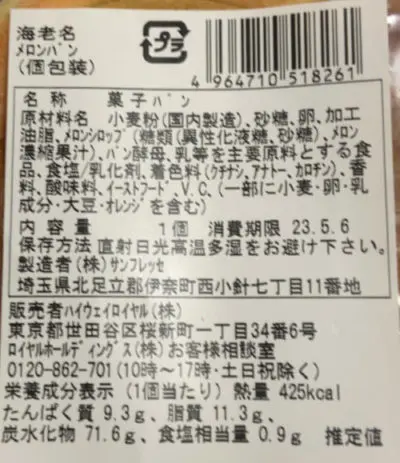 海老名
ﾒﾛﾝﾊﾟﾝ
(個包装)
プラ
4 964710 518261
名 称 菓子ﾊﾟﾝ
原材料名 小麦粉(国内製造)、砂糖、卵、加工
油脂、ﾒﾛﾝｼﾛｯﾌﾟ(糖類(異性化液糖、砂糖)、ﾒﾛﾝ
濃縮果汁)、ﾊﾟﾝ酵母、乳等を主要原料とする食
品、食塩/乳化剤、着色料(ｸﾁﾅｼ、ｱﾅﾄｰ、ｶﾛﾁﾝ)、香
料、酸味料、ｲｰｽﾄﾌｰﾄﾞ、V.C、(一部に小麦・卵・乳
成分・大豆・ｵﾚﾝｼﾞを含む)
内 容 量 1個 消費期限 23.5.6
保存方法 直射日光高温多湿をお避け下さい。
製造者(株)ｻﾝﾌﾚｯｾ
埼玉県北足立郡伊奈町西小針七丁目11番地
販売者ﾊｲｳｪｲﾛｲﾔﾙ(株)
東京都世田谷区桜新町一丁目34番6号
ﾛｲﾔﾙﾎｰﾙﾃﾞｨﾝｸﾞｽ(株)お客様相談室
0120-862-701(10時～17時・土日祝除く)
栄養成分表示(1個当たり)熱量 425kcal
たんぱく質 9.3g、脂質 11.3g、
炭水化物 71.6g、食塩相当量 0.9g 推定値